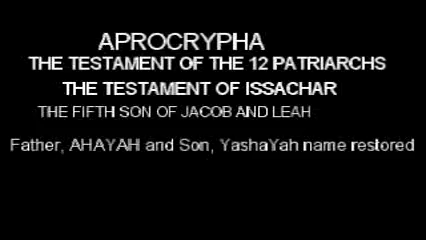 APROCRYPHA
THE TESTAMENT OF THE 12 PATRIARCHS
THE TESTAMENT OF ISSACHAR
THE FIFTH SON OF JACOB AND LEAH
Father, AHAYAH and Son, YashaYah name restored